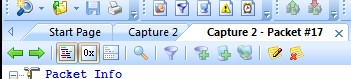 Start Page Capture 2 Capture 2 - Packet #17
0x
Packet Info